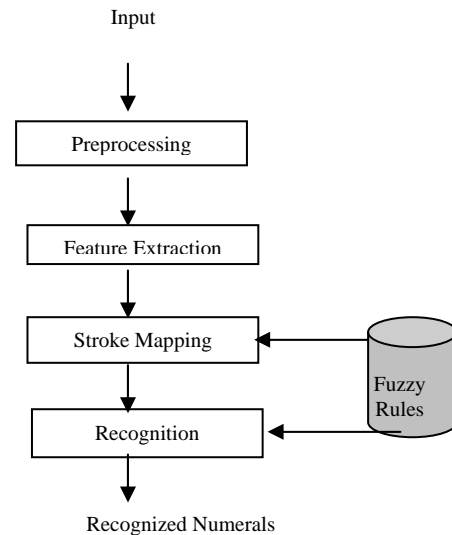 Input
Preprocessing
Feature Extraction
Stroke Mapping
Fuzzy
Rules
Recognition
Recognized Numerals